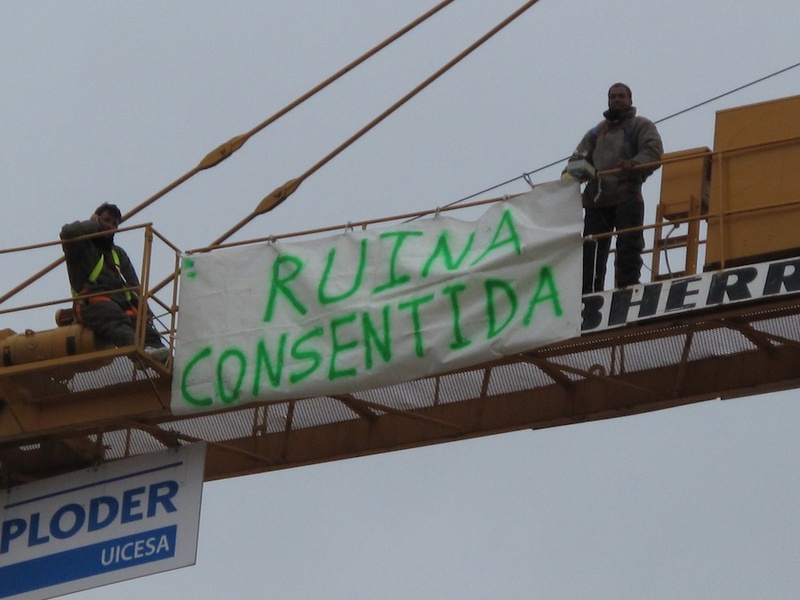 RUINA
CONSENTIDA
BHERR
PLODER
UICESA